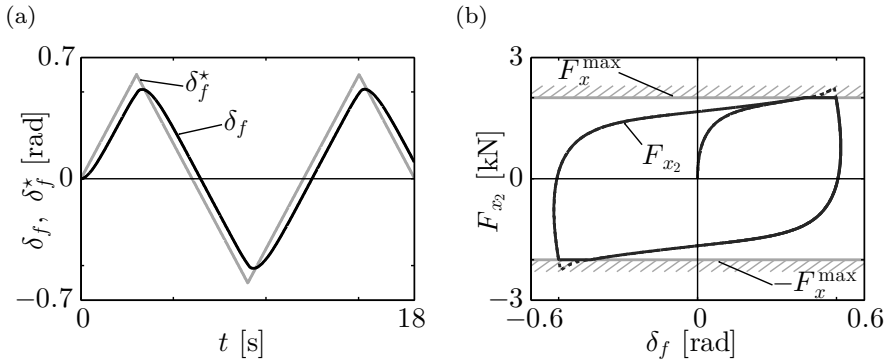 (a)
0.7
δ_f^⋆
δ_f
δ_f, δ_f^⋆ [rad]
0
−0.7
0
18
t [s]
(b)
3
F_x^max
F_{x_2}
F_{x_2} [kN]
0
−F_x^max
−3
−0.6
0
0.6
δ_f [rad]